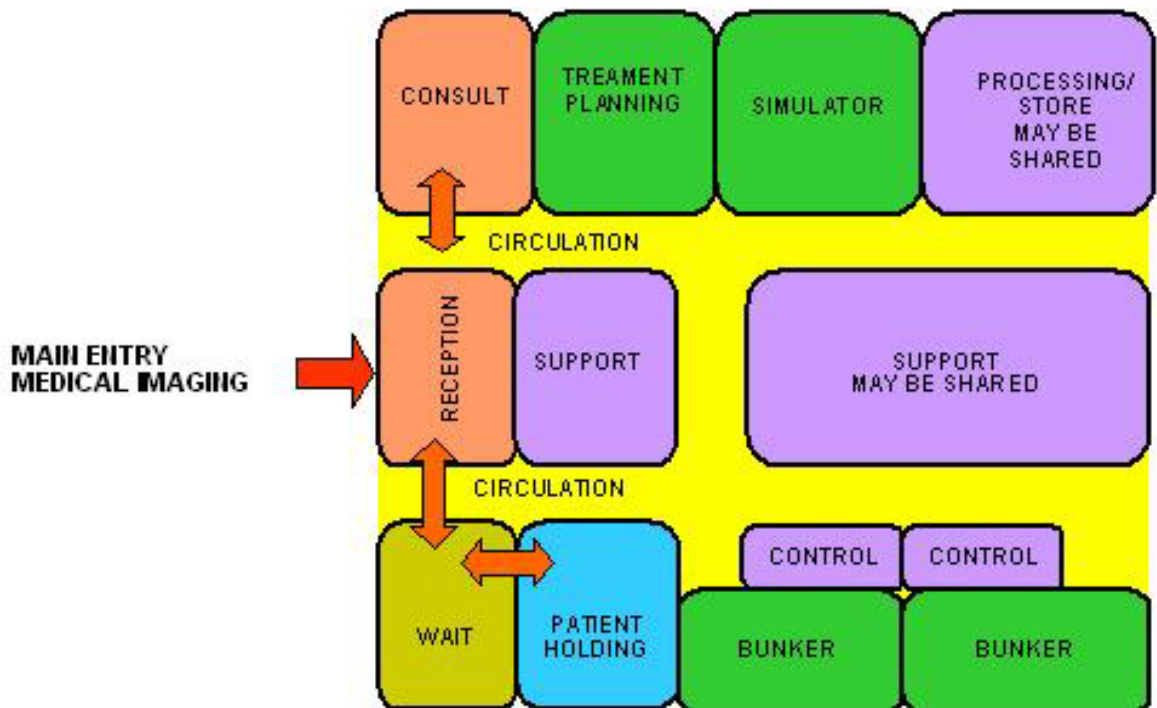 CONSULT
TREAMENT
PLANNING
SIMULATOR
PROCESSING/
STORE
MAY BE
SHARED
CIRCULATION
MAIN ENTRY
MEDICAL IMAGING
RECEPTION
SUPPORT
SUPPORT
MAY BE SHARED
CIRCULATION
WAIT
PATIENT
HOLDING
CONTROL
CONTROL
BUNKER
BUNKER